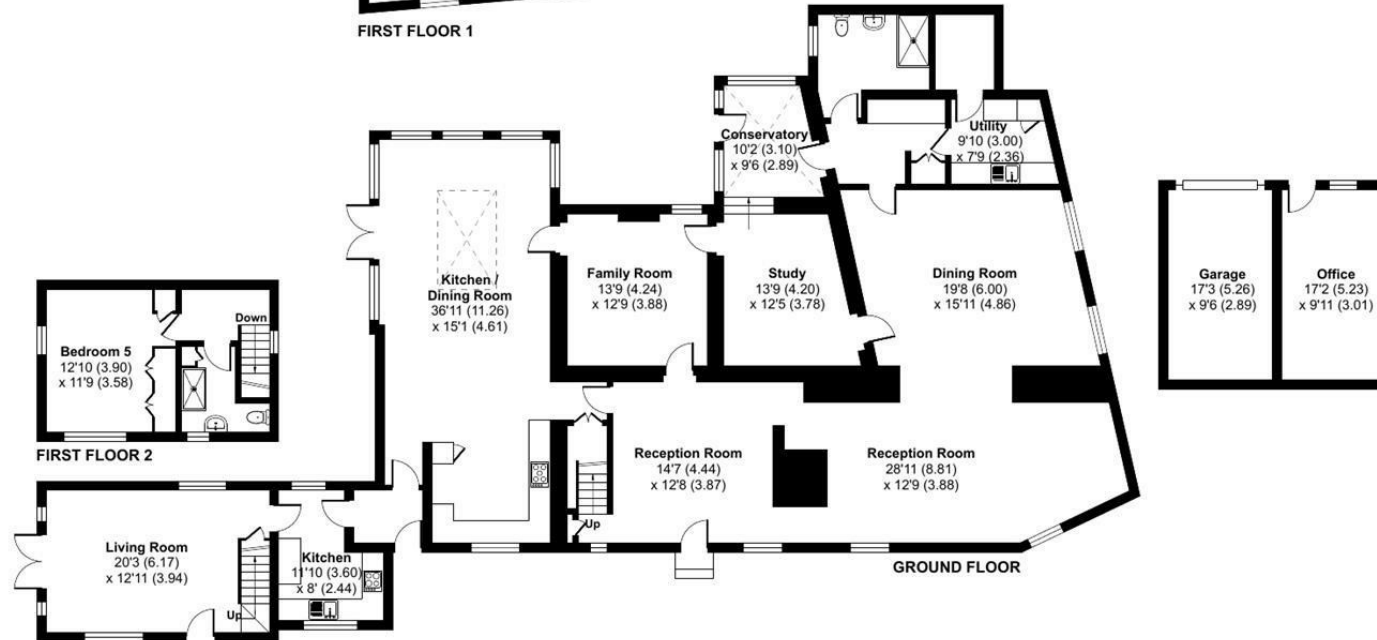 FIRST FLOOR 1
Conservatory
10'2 (3.10)
x 9'6 (2.89)
Utility
9'10 (3.00)
x 7'9 (2.36)
Kitchen /
Dining Room
36'11 (11.26)
x 15'1 (4.61)
Family Room
13'9 (4.24)
x 12'9 (3.88)
Study
13'9 (4.20)
x 12'5 (3.78)
Dining Room
19'8 (6.00)
x 15'11 (4.86)
Garage
17'3 (5.26)
x 9'6 (2.89)
Office
17'2 (5.23)
x 9'11 (3.01)
Down
Bedroom 5
12'10 (3.90)
x 11'9 (3.58)
FIRST FLOOR 2
Reception Room
14'7 (4.44)
x 12'8 (3.87)
Reception Room
28'11 (8.81)
x 12'9 (3.88)
Up
Living Room
20'3 (6.17)
x 12'11 (3.94)
Kitchen
11'10 (3.60)
x 8' (2.44)
Up
GROUND FLOOR